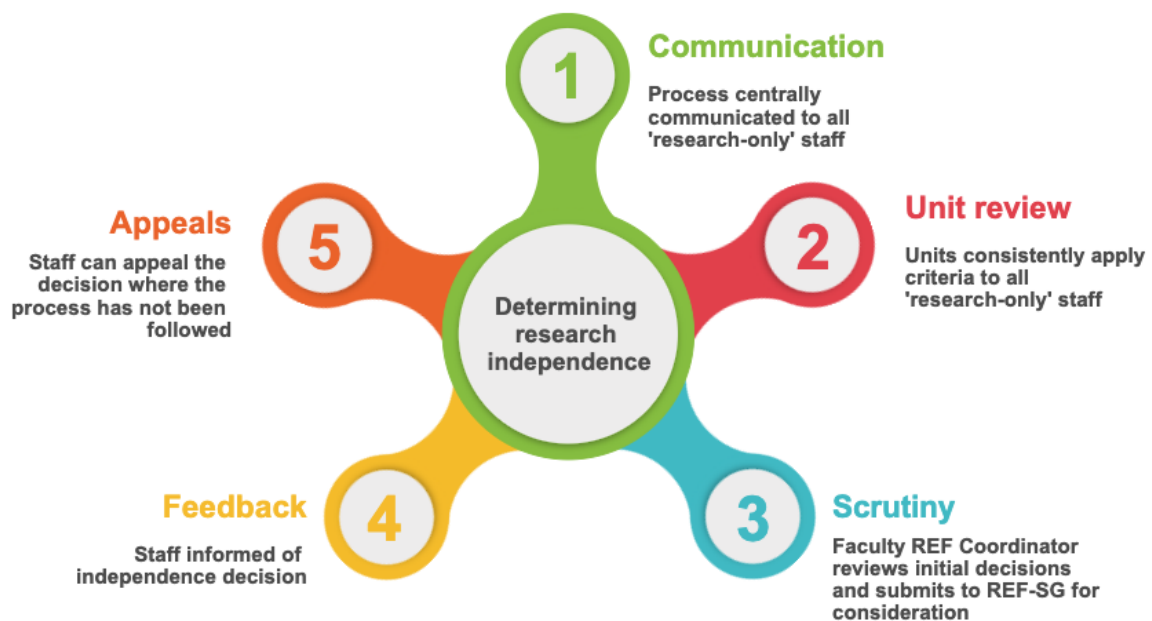 Determining
research
independence
1
Communication
Process centrally
communicated to all
'research-only' staff
2
Unit review
Units consistently apply
criteria to all
'research-only' staff
3
Scrutiny
Faculty REF Coordinator
reviews initial decisions
and submits to REF-SG for
consideration
4
Feedback
Staff informed of
independence decision
5
Appeals
Staff can appeal the
decision where the
process has not been
followed